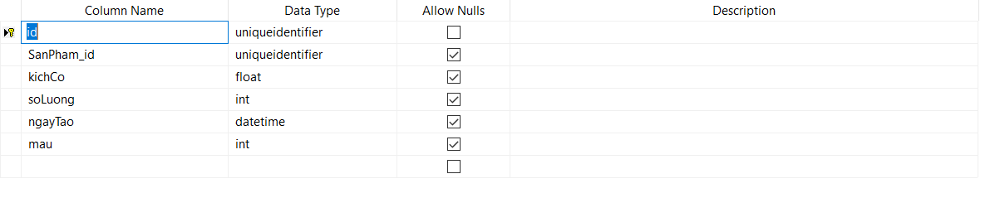 Column Name Data Type Allow Nulls Description
id uniqueidentifier
SanPham_id uniqueidentifier
kichCo float
soLuong int
ngayTao datetime
mau int